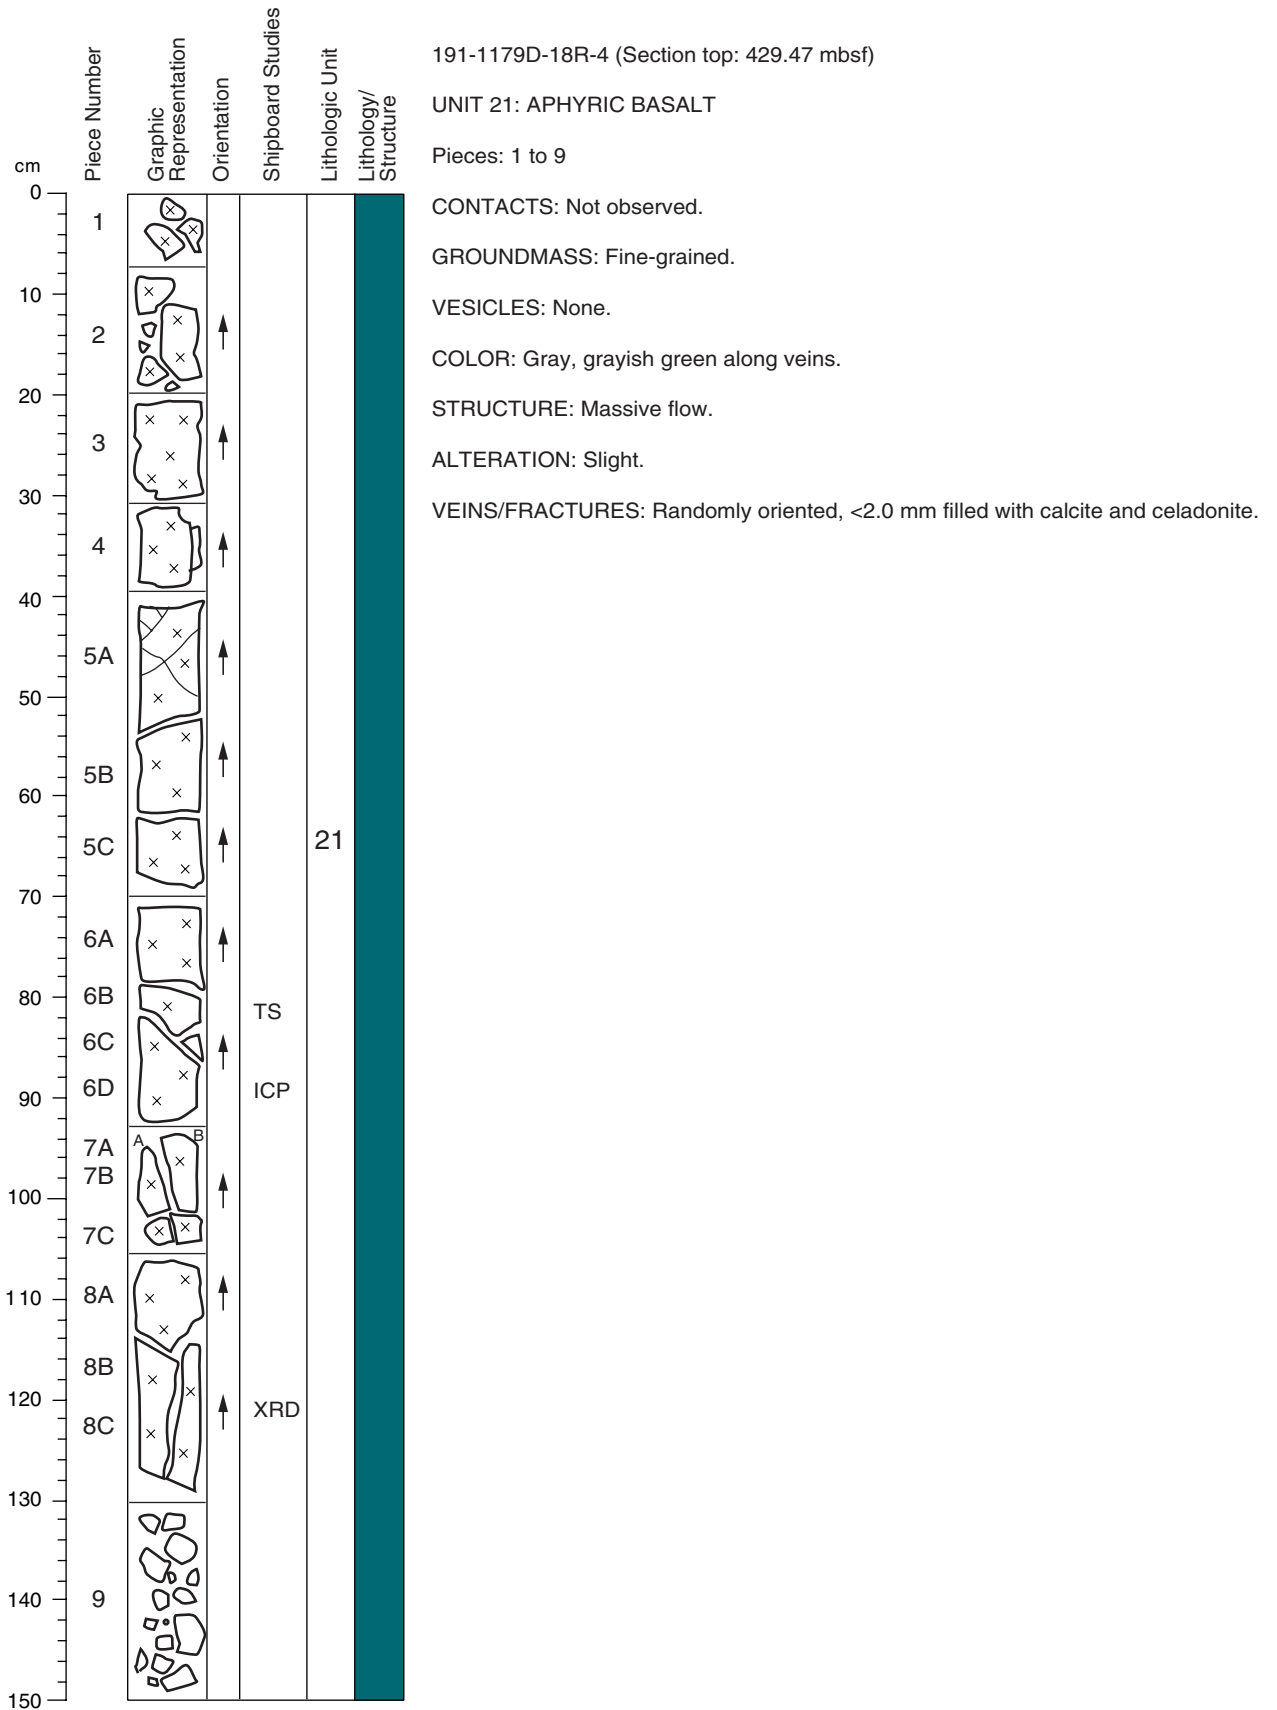 191-1179D-18R-4 (Section top: 429.47 mbsf)
UNIT 21: APHYRIC BASALT
Pieces: 1 to 9
CONTACTS: Not observed.
GROUNDMASS: Fine-grained.
VESICLES: None.
COLOR: Gray, grayish green along veins.
STRUCTURE: Massive flow.
ALTERATION: Slight.
VEINS/FRACTURES: Randomly oriented, <2.0 mm filled with calcite and celadonite.
cm
Piece Number
Graphic
Representation
Orientation
Shipboard Studies
Lithologic Unit
Lithology/
Structure
0
10
20
30
40
50
60
70
80
90
100
110
120
130
140
150
1
2
3
4
5A
5B
5C
6A
6B
6C
6D
7A
7B
7C
8A
8B
8C
9
A
B
TS
ICP
XRD
21